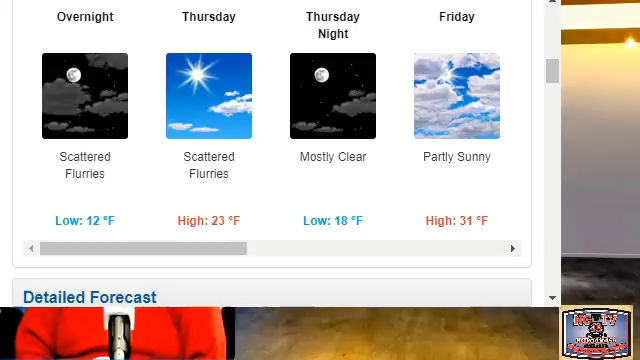 Overnight
Thursday
Thursday
Night
Friday
Scattered
Flurries
Scattered
Flurries
Mostly Clear
Partly Sunny
Low: 12 °F
High: 23 °F
Low: 18 °F
High: 31 °F
Detailed Forecast